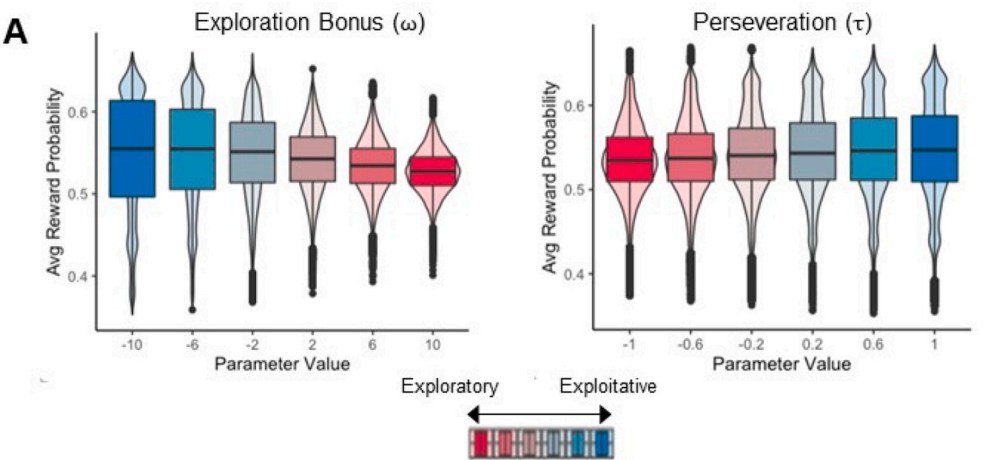 A
Exploration Bonus (ω)
Avg Reward Probability
0.6
0.5
0.4
-10 -6 -2 2 6 10
Parameter Value
Perseveration (τ)
Avg Reward Probability
0.6
0.5
0.4
-1 -0.6 -0.2 0.2 0.6 1
Parameter Value
Exploratory Exploitative